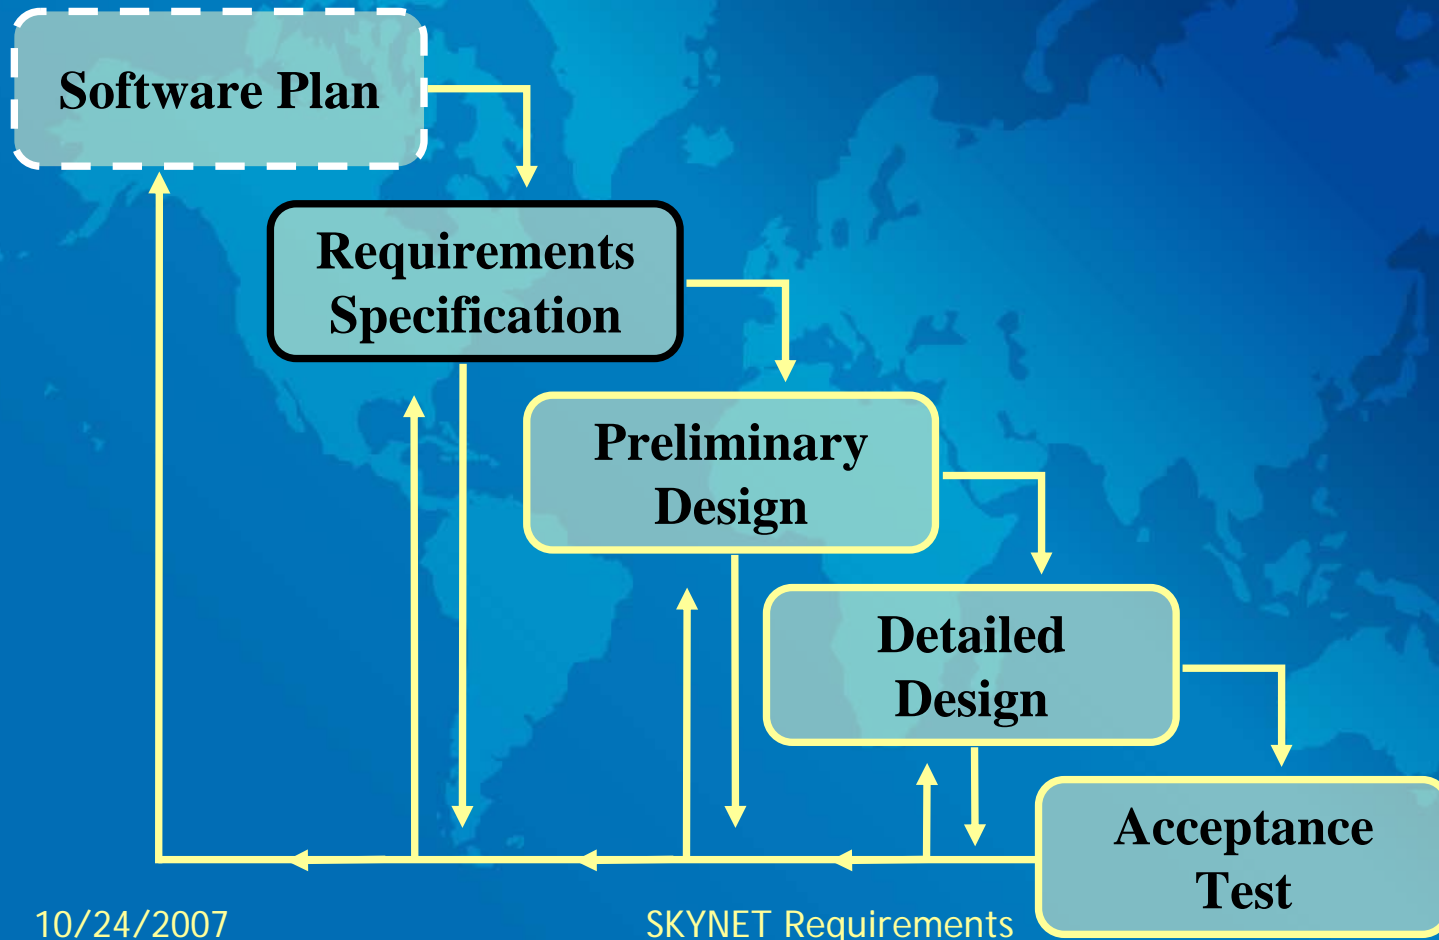 Software Plan
Requirements
Specification
Preliminary
Design
Detailed
Design
Acceptance
Test
10/24/2007
SKYNET Requirements